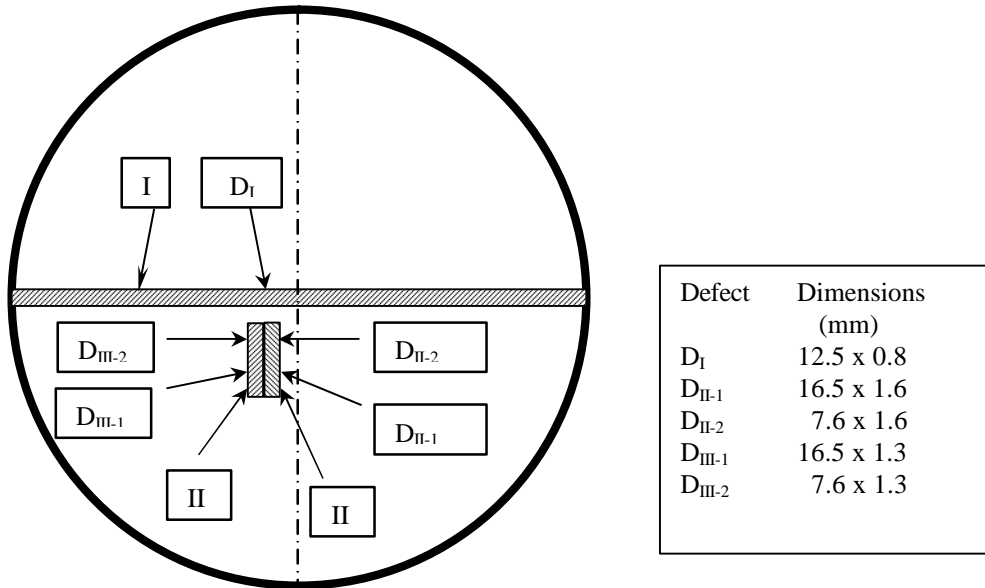 I
D_I
D_III-2
D_II-2
D_III-1
D_II-1
II
II
Defect Dimensions
(mm)
D_I 12.5 x 0.8
D_II-1 16.5 x 1.6
D_II-2 7.6 x 1.6
D_III-1 16.5 x 1.3
D_III-2 7.6 x 1.3